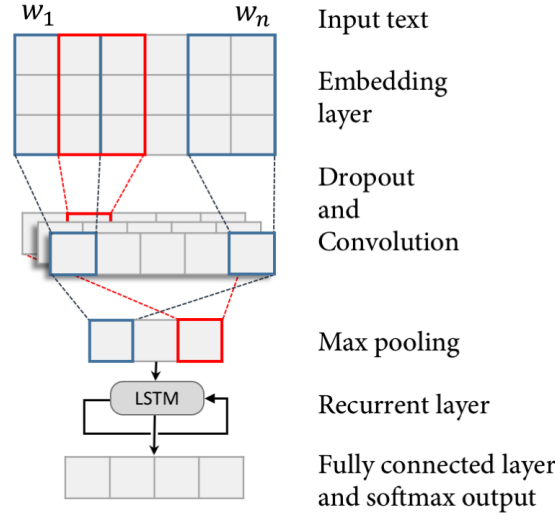 w₁ wₙ
Input text
Embedding
layer
Dropout
and
Convolution
Max pooling
LSTM
Recurrent layer
Fully connected layer
and softmax output